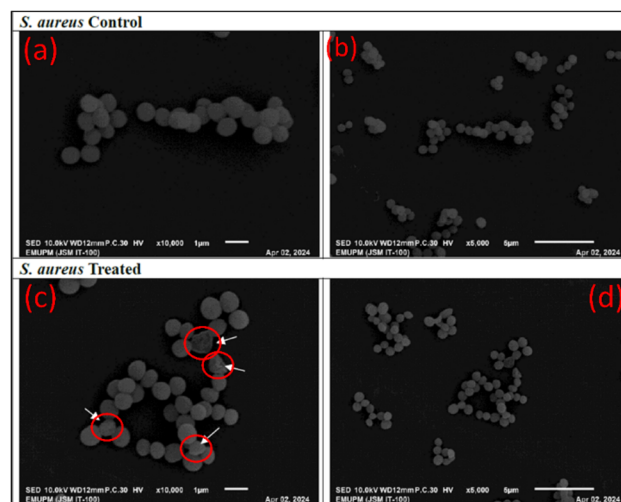 S. aureus Control
(a)
SED 10.0kV WD12mm P.C.30 HV x10,000 1µm
EMUPM (JSM IT-100) Apr 02, 2024
(b)
SED 10.0kV WD12mm P.C.30 HV x5,000 5µm
EMUPM (JSM IT-100) Apr 02, 2024
S. aureus Treated
(c)
SED 10.0kV WD12mm P.C.30 HV x10,000 1µm
EMUPM (JSM IT-100) Apr 02, 2024
(d)
SED 10.0kV WD12mm P.C.30 HV x5,000 5µm
EMUPM (JSM IT-100) Apr 02, 2024